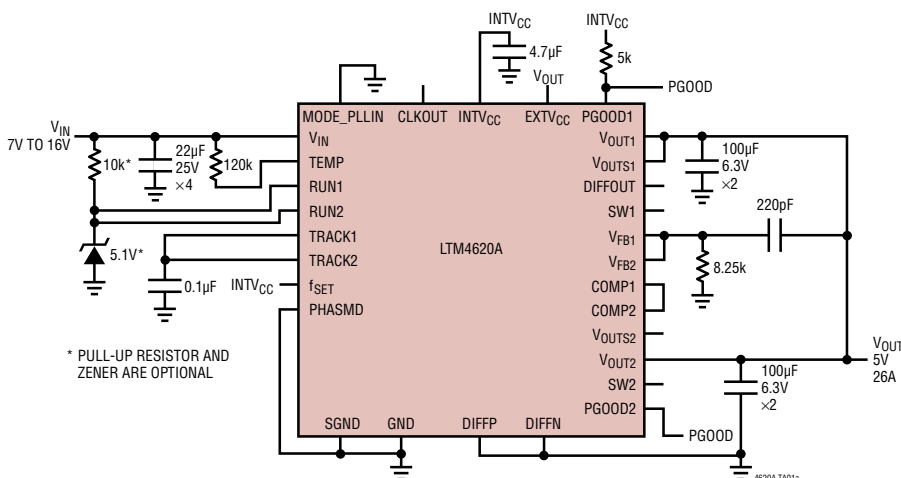 INTVCC
INTVCC
4.7µF
5k
VOUT
PGOOD
MODE_PLLIN
CLKOUT
INTVCC
EXTVCC
PGOOD1
VIN
7V TO 16V
10k*
22µF
25V
×4
120k
5.1V*
0.1µF
INTVCC
* PULL-UP RESISTOR AND
ZENER ARE OPTIONAL
VIN
TEMP
RUN1
RUN2
TRACK1
TRACK2
fSET
PHASMD
LTM4620A
VOUT1
VOUTS1
DIFFOUT
SW1
VFB1
VFB2
COMP1
COMP2
VOUTS2
VOUT2
SW2
PGOOD2
SGND
GND
DIFFP
DIFFN
100µF
6.3V
×2
220pF
8.25k
VOUT
5V
26A
100µF
6.3V
×2
PGOOD
4620A TA01a